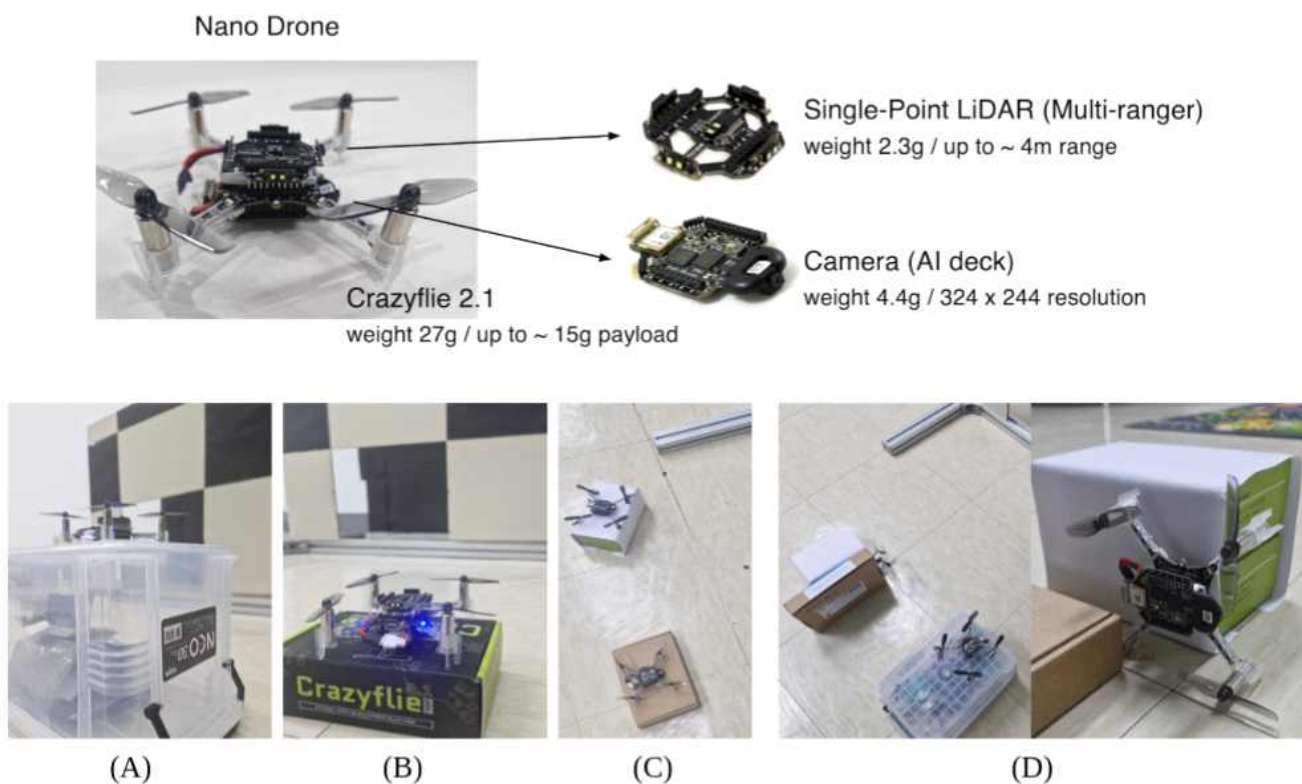 Nano Drone
Single-Point LiDAR (Multi-ranger)
weight 2.3g / up to ~ 4m range
Camera (AI deck)
weight 4.4g / 324 x 244 resolution
Crazyflie 2.1
weight 27g / up to ~ 15g payload
NCO
Crazyflie
(A)
(B)
(C)
(D)